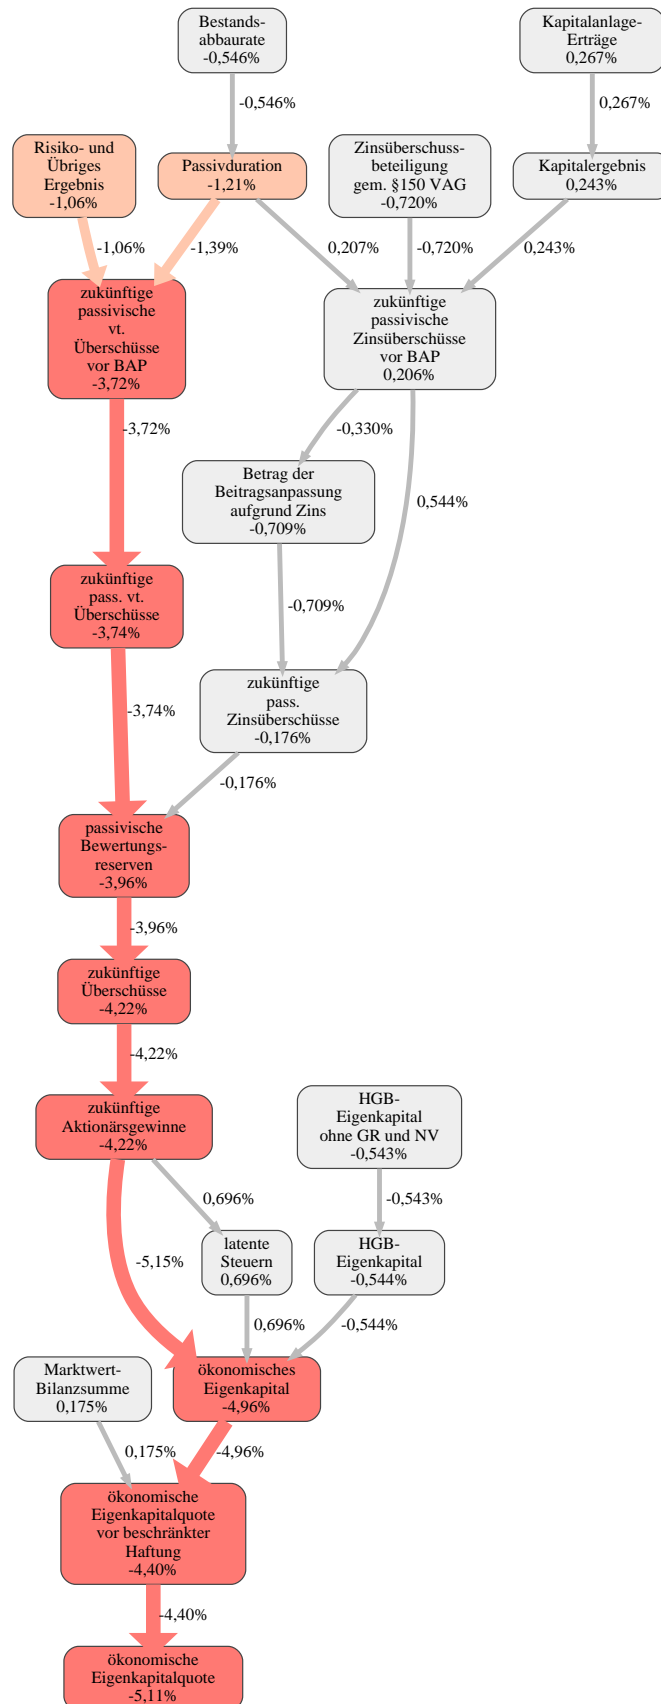 Bestands-
abbaurate
-0,546%
Kapitalanlage-
Erträge
0,267%
-0,546%
0,267%
Risiko- und
Übriges
Ergebnis
-1,06%
Passivduration
-1,21%
Zinsüberschuss-
beteiligung
gem. §150 VAG
-0,720%
Kapitalergebnis
0,243%
-1,06%
-1,39%
0,207%
-0,720%
0,243%
zukünftige
passivische
vt.
Überschüsse
vor BAP
-3,72%
zukünftige
passivische
Zinsüberschüsse
vor BAP
0,206%
-3,72%
-0,330%
Betrag der
Beitragsanpassung
aufgrund Zins
-0,709%
0,544%
zukünftige
pass. vt.
Überschüsse
-3,74%
-0,709%
zukünftige
pass.
Zinsüberschüsse
-0,176%
-3,74%
-0,176%
passivische
Bewertungs-
reserven
-3,96%
-3,96%
zukünftige
Überschüsse
-4,22%
-4,22%
zukünftige
Aktionärsgewinne
-4,22%
HGB-
Eigenkapital
ohne GR und NV
-0,543%
0,696%
-0,543%
-5,15%
latente
Steuern
0,696%
HGB-
Eigenkapital
-0,544%
0,696%
-0,544%
Marktwert-
Bilanzsumme
0,175%
ökonomisches
Eigenkapital
-4,96%
0,175%
-4,96%
ökonomische
Eigenkapitalquote
vor beschränkter
Haftung
-4,40%
-4,40%
ökonomische
Eigenkapitalquote
-5,11%